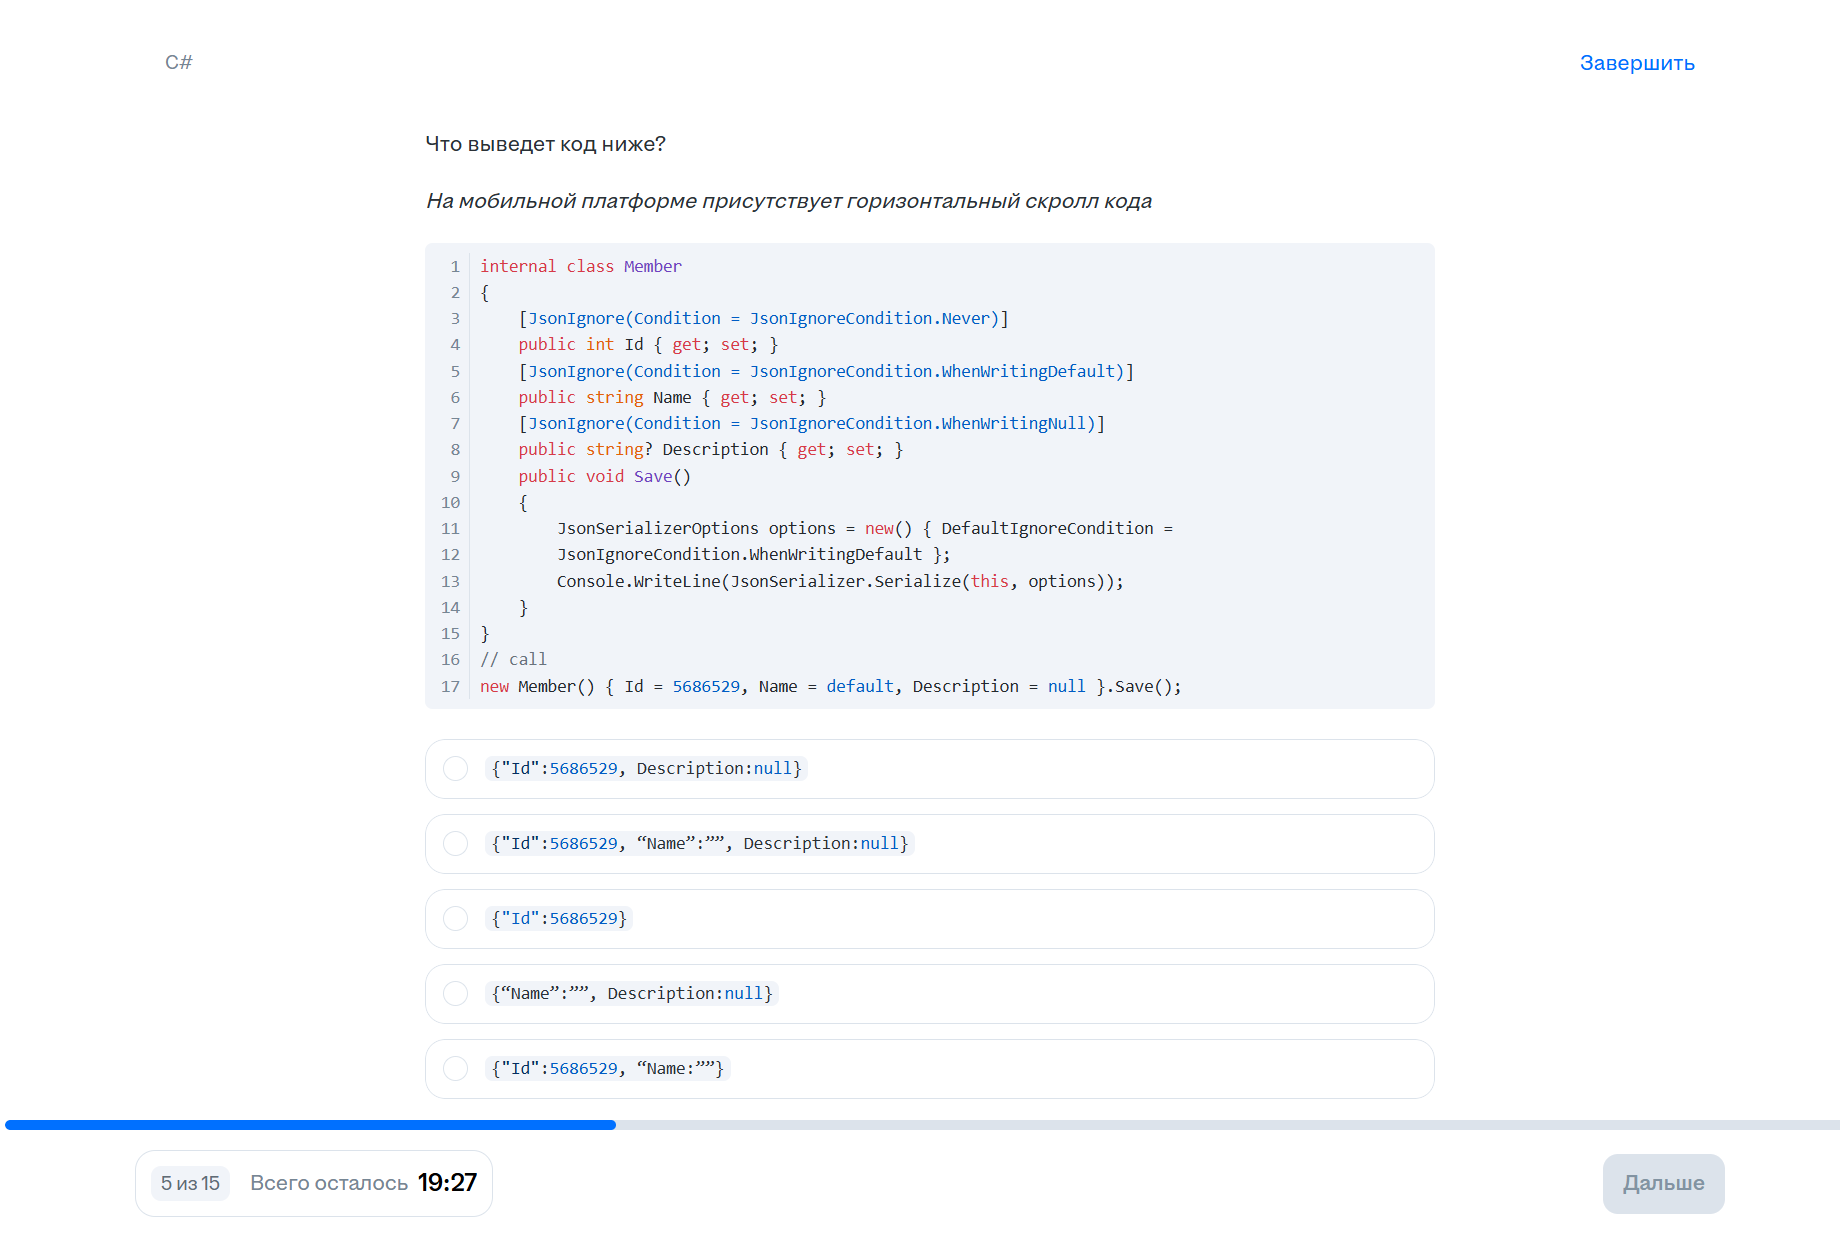 C#
Завершить
Что выведет код ниже?
На мобильной платформе присутствует горизонтальный скролл кода
1 internal class Member
2 {
3     [JsonIgnore(Condition = JsonIgnoreCondition.Never)]
4     public int Id { get; set; }
5     [JsonIgnore(Condition = JsonIgnoreCondition.WhenWritingDefault)]
6     public string Name { get; set; }
7     [JsonIgnore(Condition = JsonIgnoreCondition.WhenWritingNull)]
8     public string? Description { get; set; }
9     public void Save()
10     {
11         JsonSerializerOptions options = new() { DefaultIgnoreCondition =
12         JsonIgnoreCondition.WhenWritingDefault };
13         Console.WriteLine(JsonSerializer.Serialize(this, options));
14     }
15 }
16 // call
17 new Member() { Id = 5686529, Name = default, Description = null }.Save();
{"Id":5686529, Description:null}
{"Id":5686529, “Name”:””, Description:null}
{"Id":5686529}
{“Name”:””, Description:null}
{"Id":5686529, “Name:””}
5 из 15 Всего осталось 19:27
Дальше